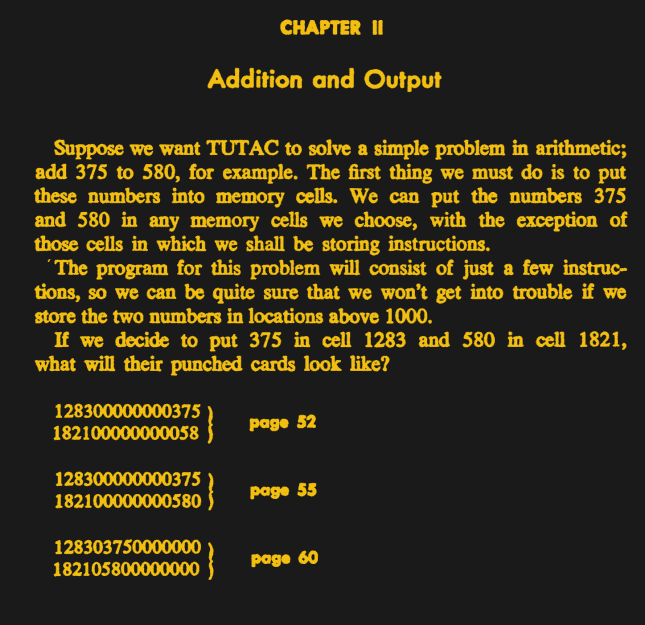 CHAPTER II
Addition and Output
Suppose we want TUTAC to solve a simple problem in arithmetic;
add 375 to 580, for example. The first thing we must do is to put
these numbers into memory cells. We can put the numbers 375
and 580 in any memory cells we choose, with the exception of
those cells in which we shall be storing instructions.
The program for this problem will consist of just a few instruc-
tions, so we can be quite sure that we won't get into trouble if we
store the two numbers in locations above 1000.
If we decide to put 375 in cell 1283 and 580 in cell 1821,
what will their punched cards look like?
128300000000375
182100000000058 page 52
128300000000375
182100000000580 page 55
128303750000000
182105800000000 page 60